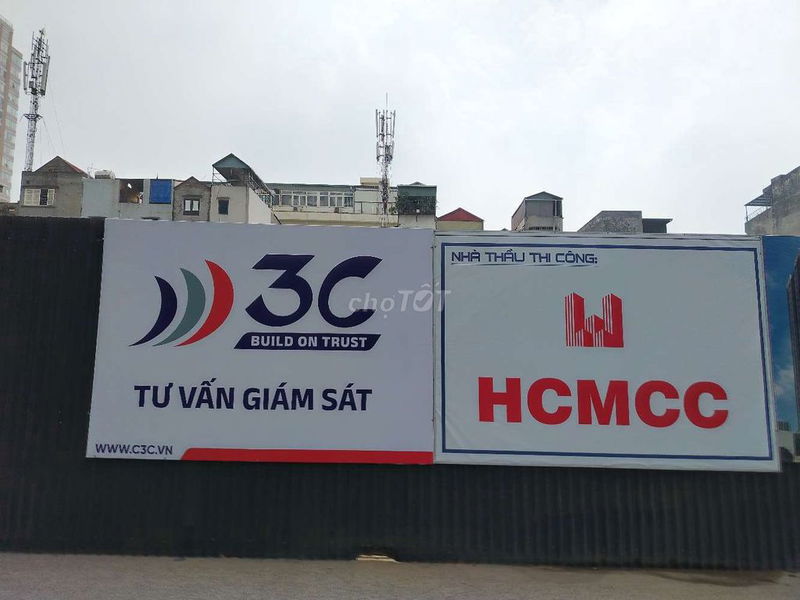 3C
BUILD ON TRUST
TƯ VẤN GIÁM SÁT
WWW.C3C.VN
NHÀ THẦU THI CÔNG:
HCMCC
chợTỐT